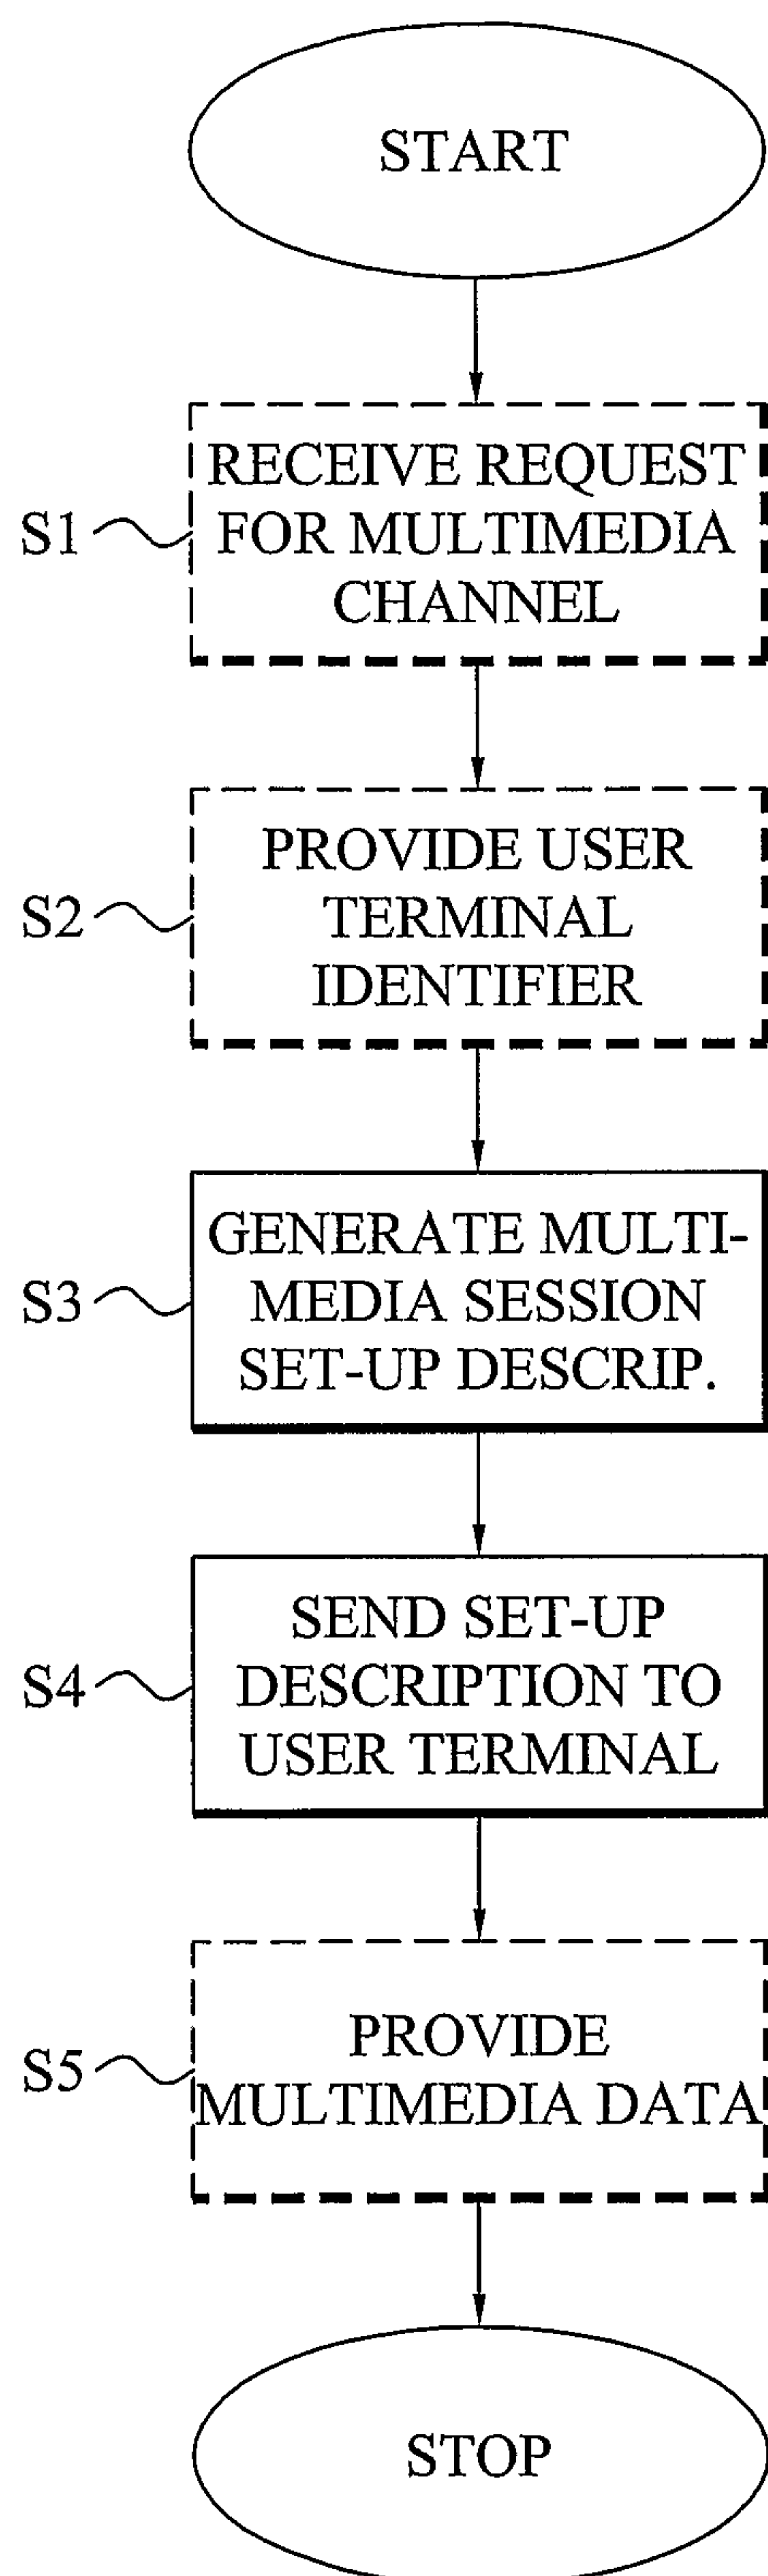 START
S1
RECEIVE REQUEST
FOR MULTIMEDIA
CHANNEL
S2
PROVIDE USER
TERMINAL
IDENTIFIER
S3
GENERATE MULTI-
MEDIA SESSION
SET-UP DESCRIP.
S4
SEND SET-UP
DESCRIPTION TO
USER TERMINAL
S5
PROVIDE
MULTIMEDIA DATA
STOP